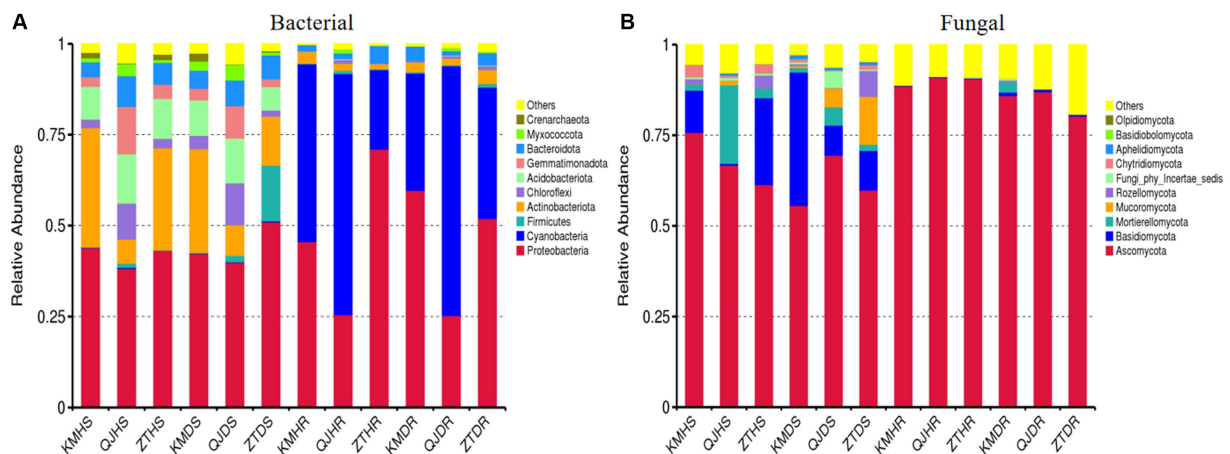 A
Bacterial
Relative Abundance
1
0.75
0.5
0.25
0
KMHS
QJHS
ZTHS
KMDS
QJDS
ZTDS
KMHR
QJHR
ZTHR
KMDR
QJDR
ZTDR
Others
Crenarchaeota
Myxococcota
Bacteroidota
Gemmatimonadota
Acidobacteriota
Chloroflexi
Actinobacteriota
Firmicutes
Cyanobacteria
Proteobacteria
B
Fungal
Relative Abundance
1
0.75
0.5
0.25
0
KMHS
QJHS
ZTHS
KMDS
QJDS
ZTDS
KMHR
QJHR
ZTHR
KMDR
QJDR
ZTDR
Others
Olpidiomycota
Basidiobolomycota
Aphelidiomycota
Chytridiomycota
Fungi_phy_Incertae_sedis
Rozellomycota
Mucoromycota
Mortierellomycota
Basidiomycota
Ascomycota